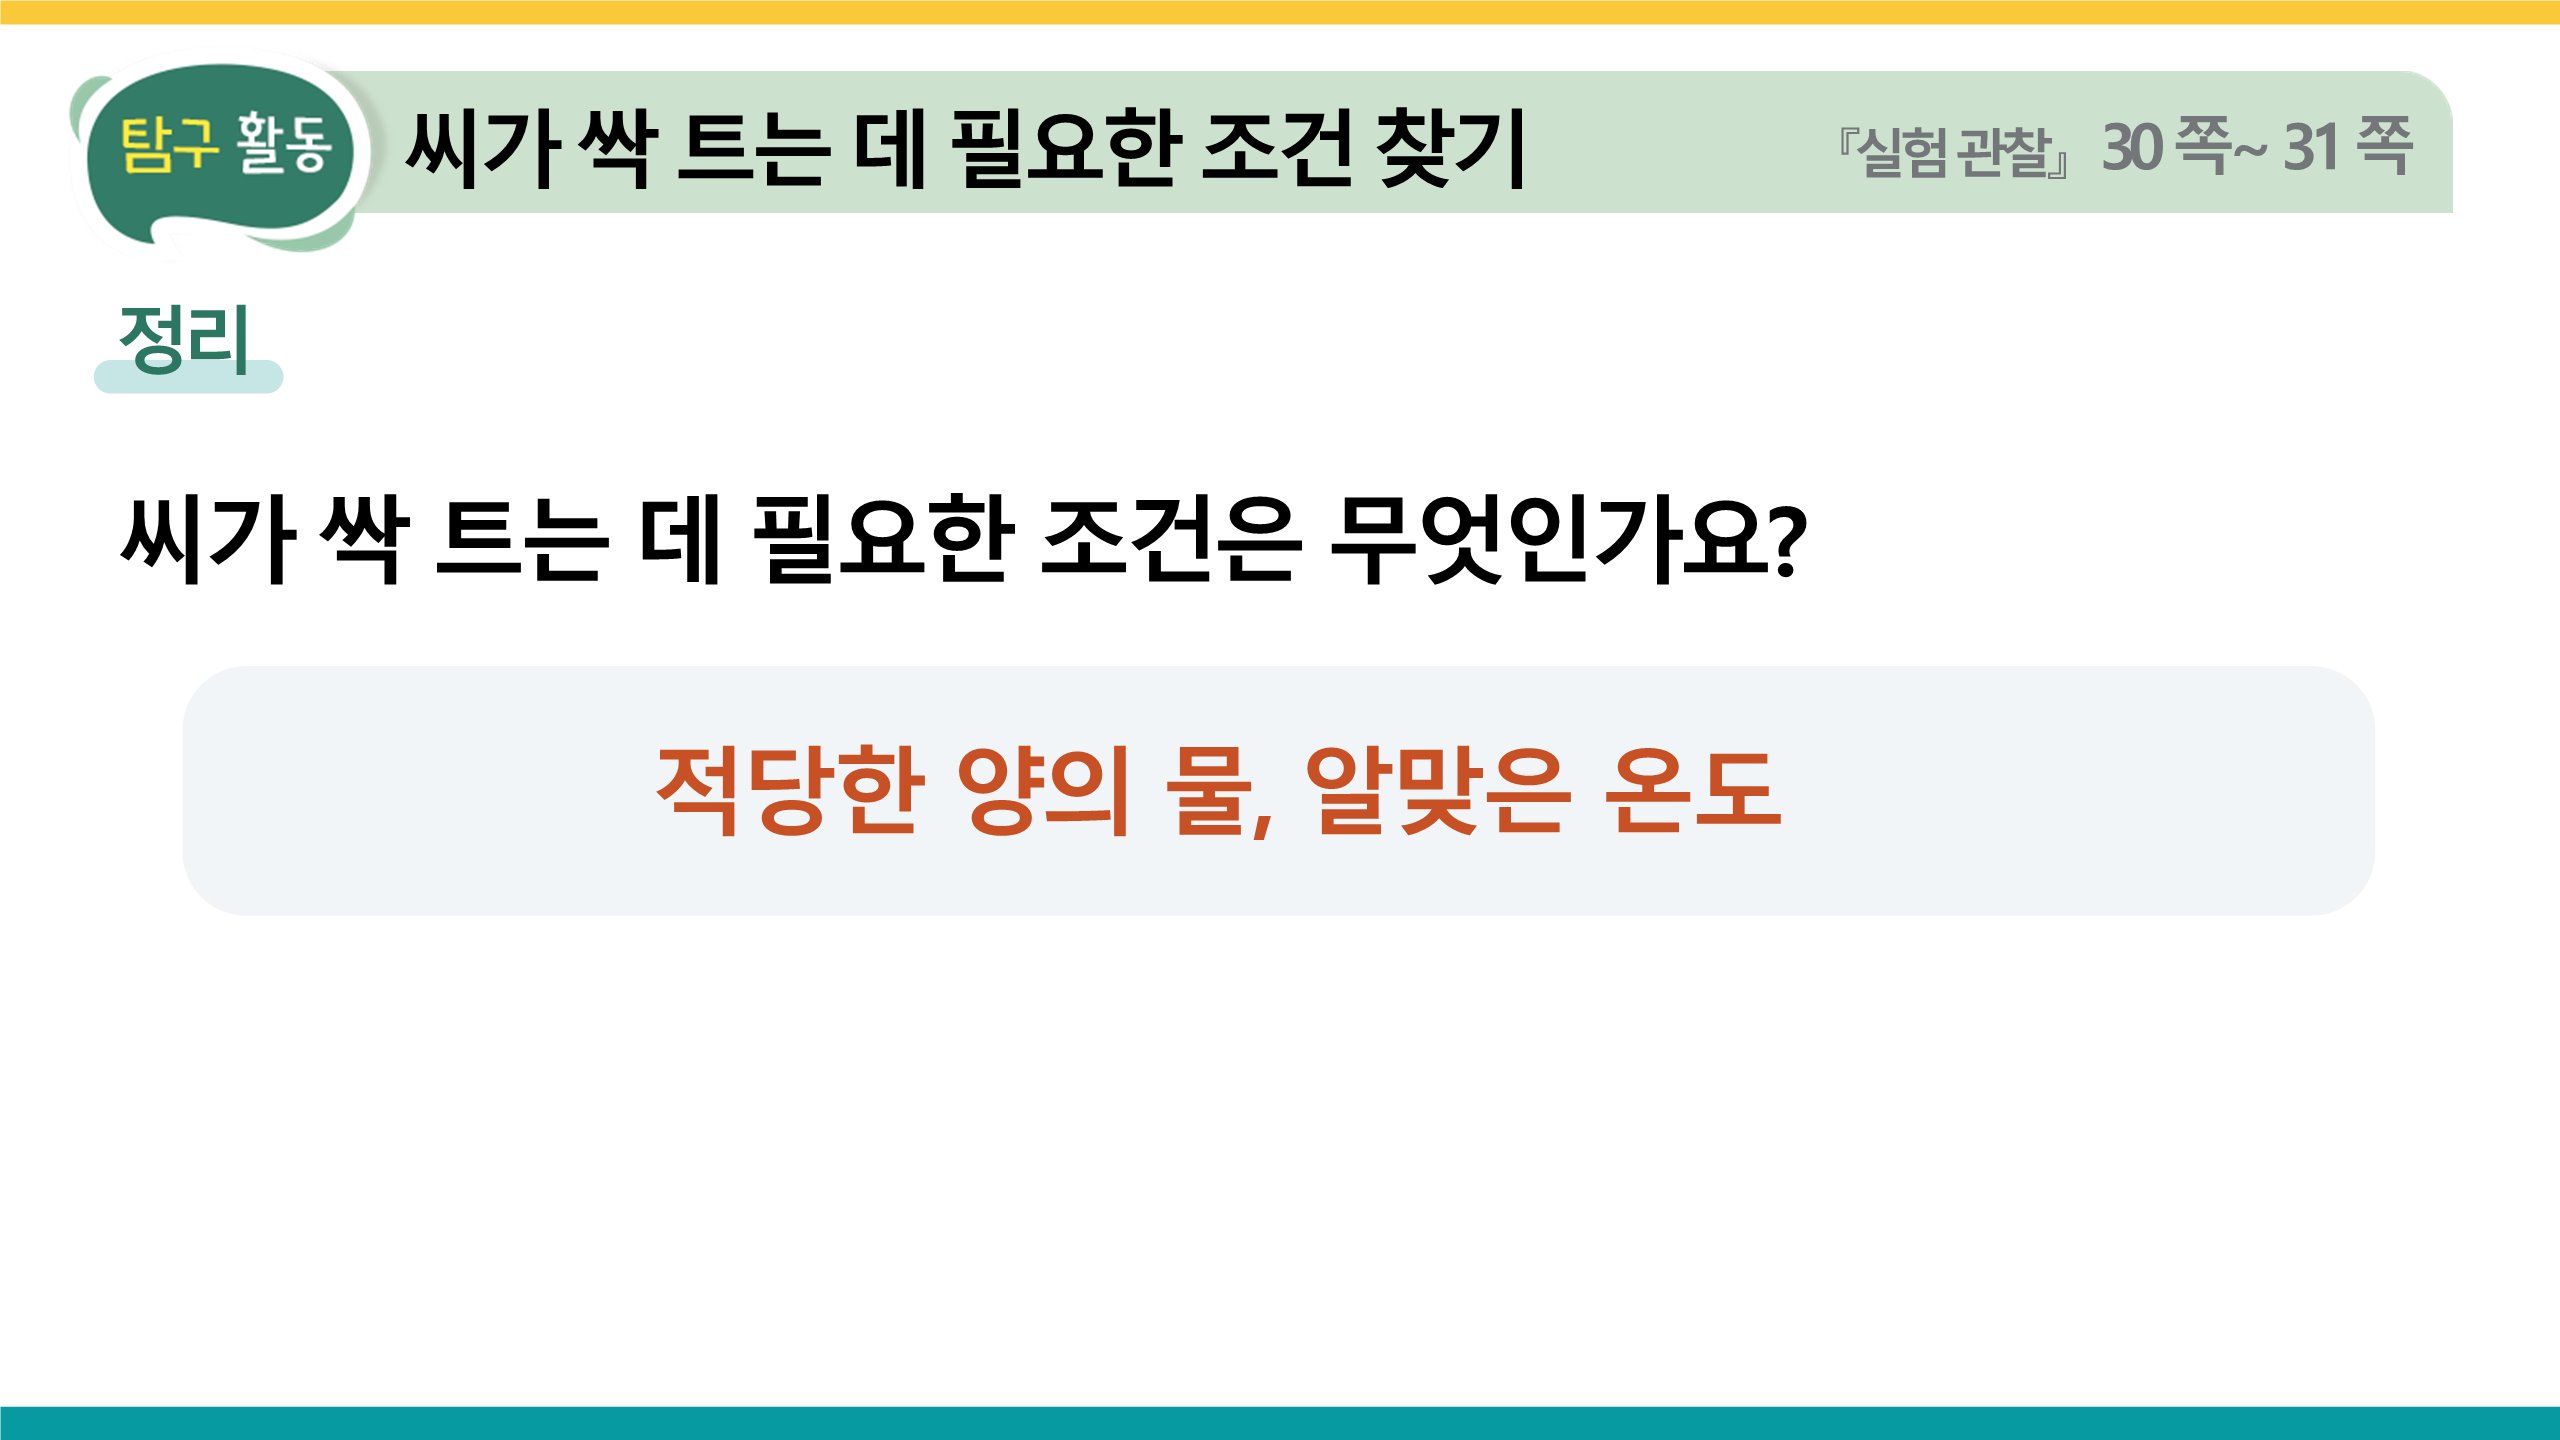 탐구 활동
씨가 싹 트는 데 필요한 조건 찾기
『실험 관찰』 30 쪽~ 31 쪽
정리
씨가 싹 트는 데 필요한 조건은 무엇인가요?
적당한 양의 물, 알맞은 온도